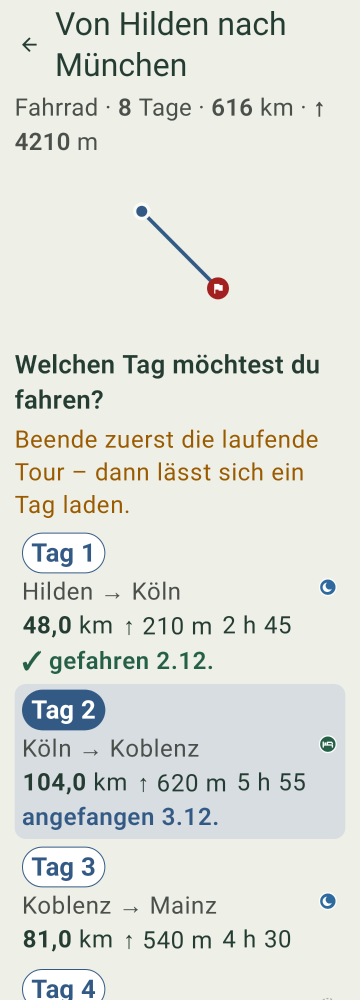 Von Hilden nach
München
Fahrrad · 8 Tage · 616 km · ↑
4210 m
Welchen Tag möchtest du
fahren?
Beende zuerst die laufende
Tour – dann lässt sich ein
Tag laden.
Tag 1
Hilden → Köln
48,0 km ↑ 210 m 2 h 45
✓ gefahren 2.12.
Tag 2
Köln → Koblenz
104,0 km ↑ 620 m 5 h 55
angefangen 3.12.
Tag 3
Koblenz → Mainz
81,0 km ↑ 540 m 4 h 30
Tag 4